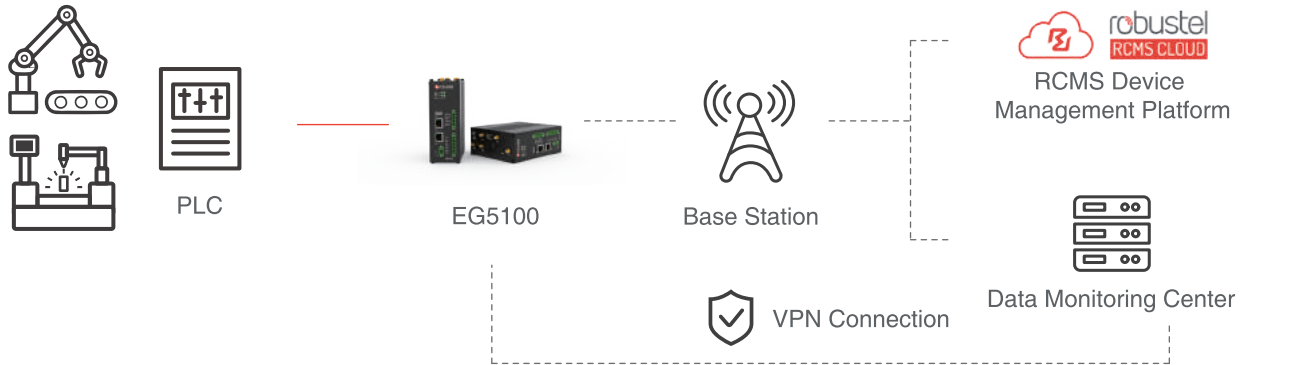 robustel
RCMS CLOUD
RCMS Device
Management Platform
PLC
EG5100
Base Station
Data Monitoring Center
VPN Connection